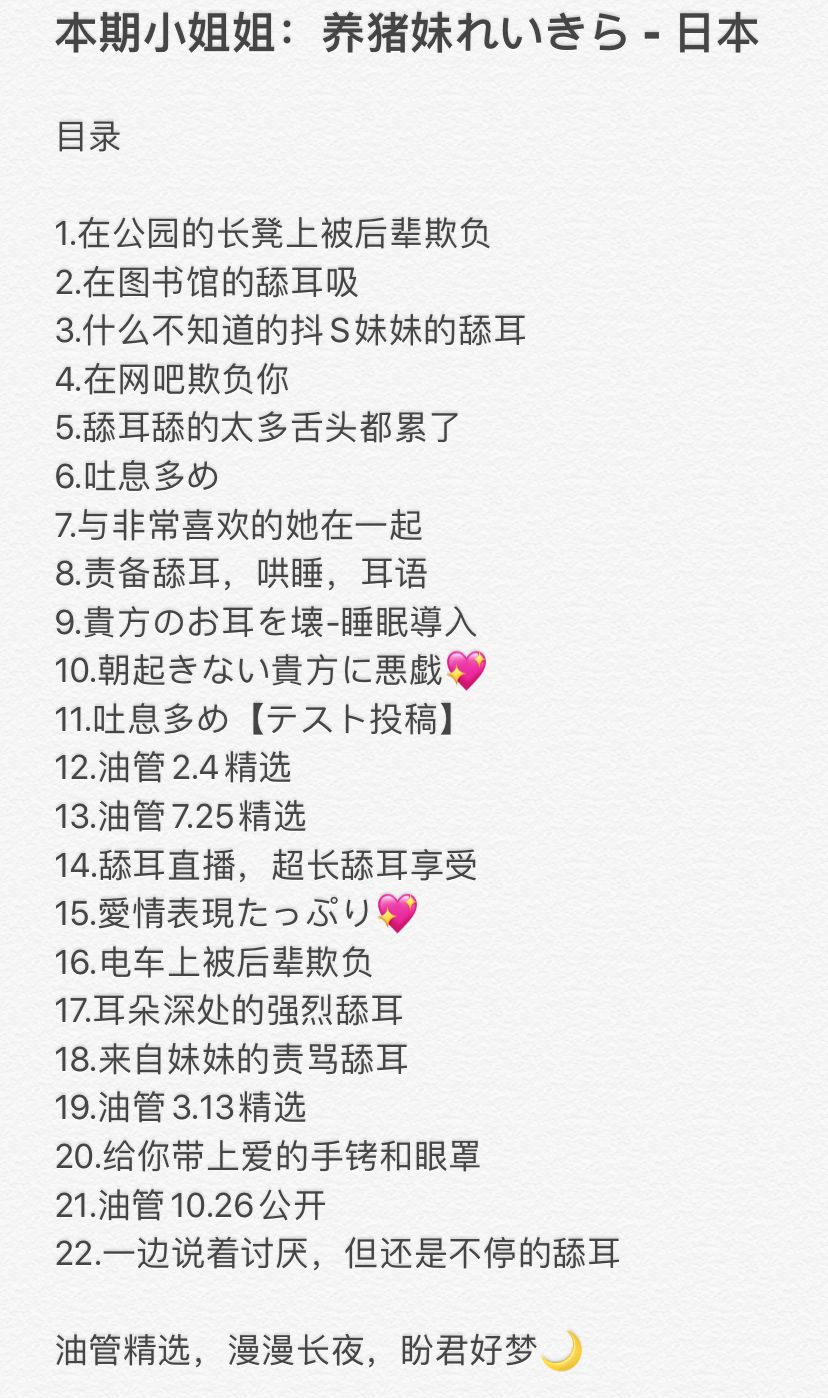 本期小姐姐：养猪妹れいきら - 日本
目录
1.在公园的长凳上被后辈欺负
2.在图书馆的舔耳吸
3.什么不知道的抖S妹妹的舔耳
4.在网吧欺负你
5.舔耳舔的太多舌头都累了
6.吐息多め
7.与非常喜欢的她在一起
8.责备舔耳，哄睡，耳语
9.貴方のお耳を壊-睡眠導入
10.朝起きない貴方に悪戯💖
11.吐息多め【テスト投稿】
12.油管2.4精选
13.油管7.25精选
14.舔耳直播，超长舔耳享受
15.愛情表現たっぷり💖
16.电车上被后辈欺负
17.耳朵深处的强烈舔耳
18.来自妹妹的责骂舔耳
19.油管3.13精选
20.给你带上爱的手铐和眼罩
21.油管10.26公开
22.一边说着讨厌，但还是不停的舔耳
油管精选，漫漫长夜，盼君好梦🌙